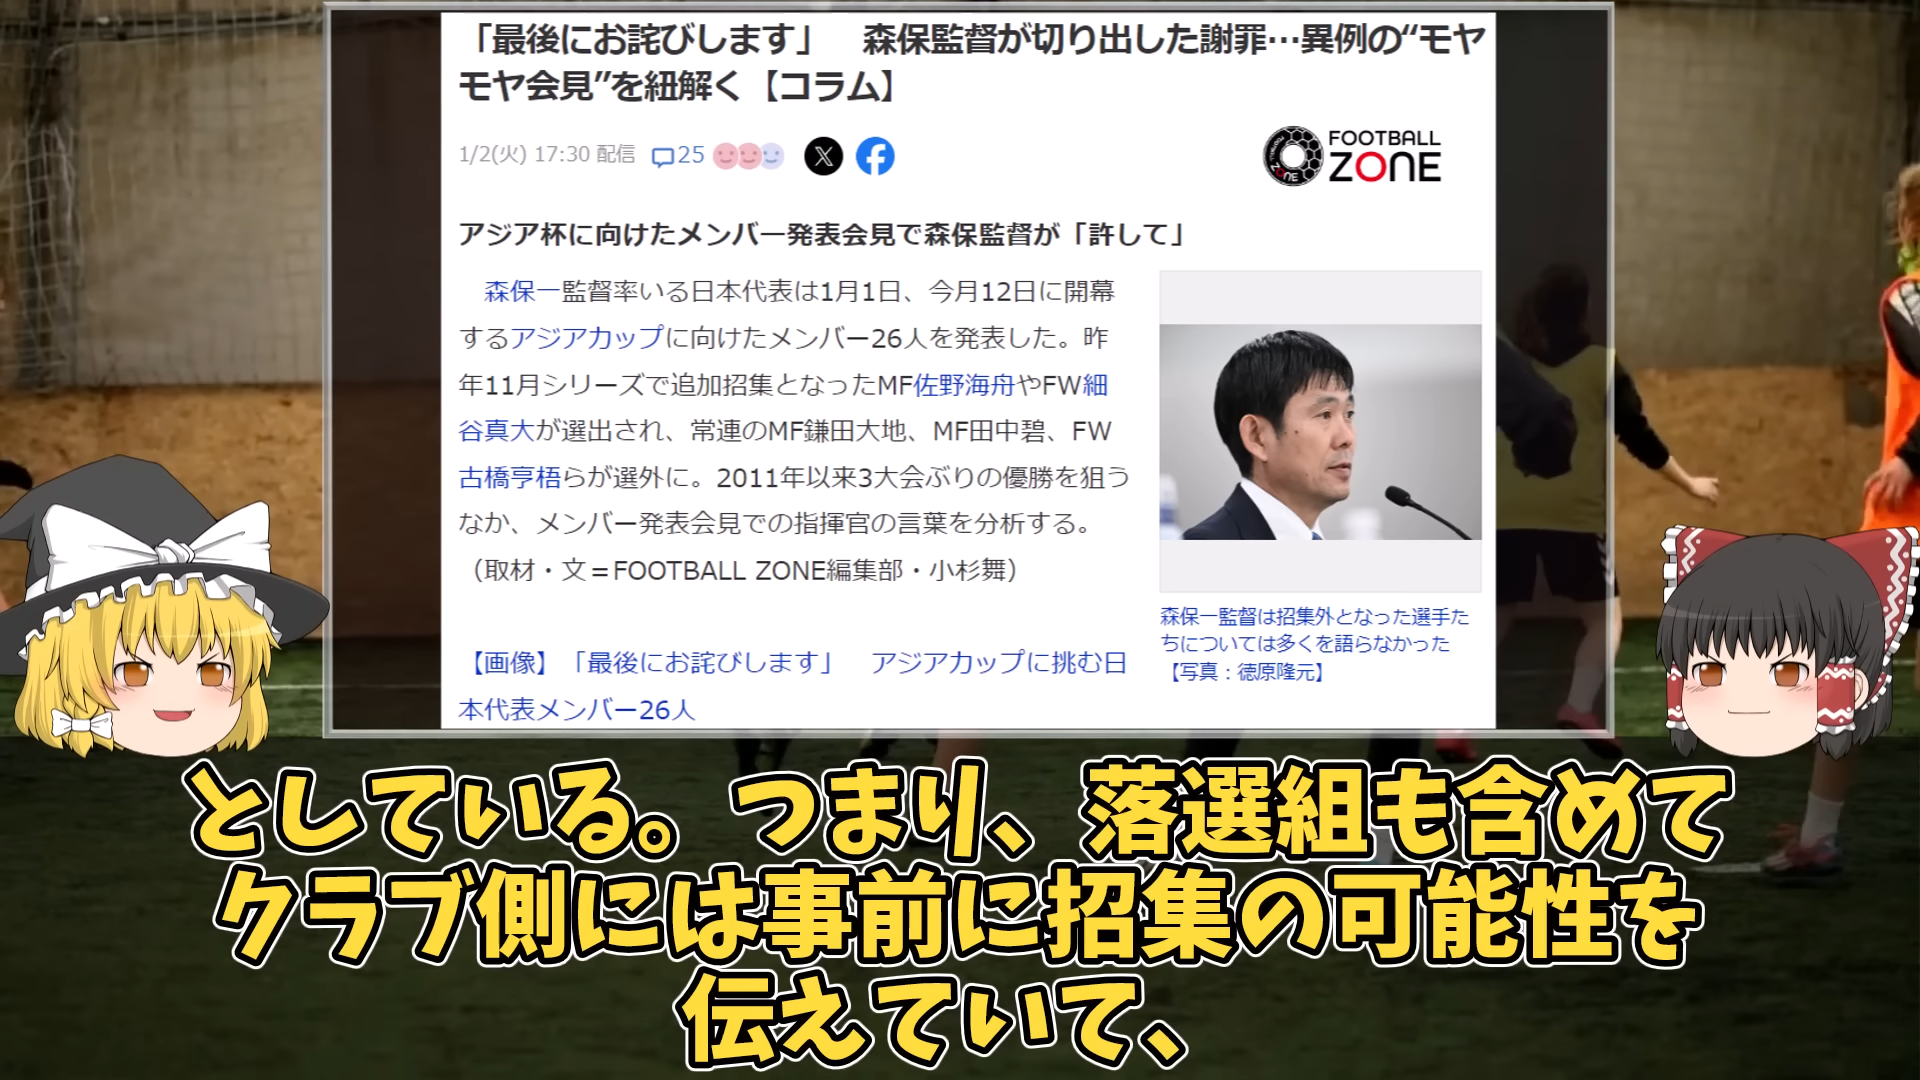 「最後にお詫びします」　森保監督が切り出した謝罪…異例の“モヤ
モヤ会見”を紐解く【コラム】
1/2(火) 17:30 配信 25
FOOTBALL
ZONE
アジア杯に向けたメンバー発表会見で森保監督が「許して」
森保一監督率いる日本代表は1月1日、今月12日に開幕
するアジアカップに向けたメンバー26人を発表した。昨
年11月シリーズで追加招集となったMF佐野海舟やFW細
谷真大が選出され、常連のMF鎌田大地、MF田中碧、FW
古橋亨梧らが選外に。2011年以来3大会ぶりの優勝を狙う
なか、メンバー発表会見での指揮官の言葉を分析する。
（取材・文＝FOOTBALL ZONE編集部・小杉舞）
【画像】「最後にお詫びします」　アジアカップに挑む日
本代表メンバー26人
森保一監督は招集外となった選手た
ちについては多くを語らなかった
【写真：徳原隆元】
としている。つまり、落選組も含めて
クラブ側には事前に招集の可能性を
伝えていて、